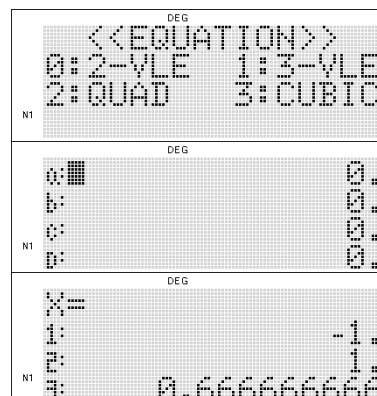 DEG
<<EQUATION>>
0:2-VLE 1:3-VLE
2:QUAD 3:CUBIC
N1
DEG
a: 0.
b: 0.
c: 0.
D: 0.
N1
DEG
X=
1: -1.
2: 1.
N1
3: 0.666666666